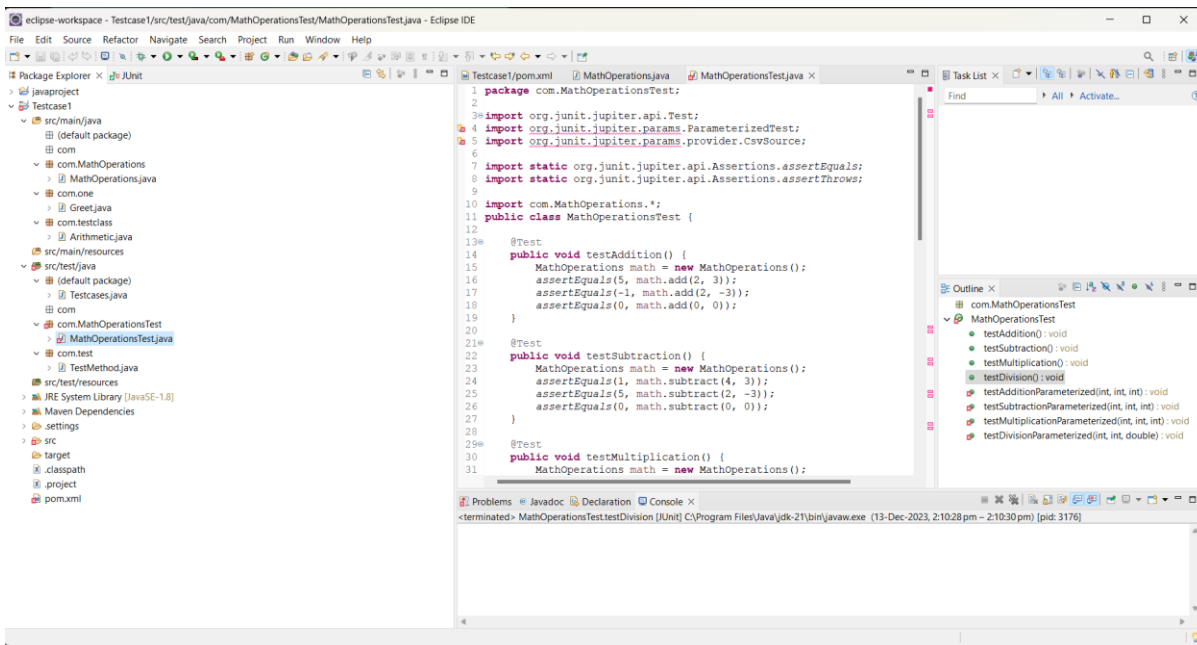 eclipse-workspace - Testcase1/src/test/java/com/MathOperationsTest/MathOperationsTest.java - Eclipse IDE
File Edit Source Refactor Navigate Search Project Run Window Help
Package Explorer JUnit
javaproject
Testcase1
src/main/java
(default package)
com
com.MathOperations
MathOperations.java
com.one
Greet.java
com.testclass
Arithmetic.java
src/main/resources
src/test/java
(default package)
Testcases.java
com
com.MathOperationsTest
MathOperationsTest.java
com.test
TestMethod.java
src/test/resources
JRE System Library [JavaSE-1.8]
Maven Dependencies
.settings
src
target
.classpath
.project
pom.xml
Testcase1/pom.xml MathOperations.java MathOperationsTest.java
1 package com.MathOperationsTest;
2
3 import org.junit.jupiter.api.Test;
4 import org.junit.jupiter.params.ParameterizedTest;
5 import org.junit.jupiter.params.provider.CsvSource;
6
7 import static org.junit.jupiter.api.Assertions.assertEquals;
8 import static org.junit.jupiter.api.Assertions.assertThrows;
9
10 import com.MathOperations.*;
11 public class MathOperationsTest {
12
13 @Test
14 public void testAddition() {
15 MathOperations math = new MathOperations();
16 assertEquals(5, math.add(2, 3));
17 assertEquals(-1, math.add(2, -3));
18 assertEquals(0, math.add(0, 0));
19 }
20
21 @Test
22 public void testSubtraction() {
23 MathOperations math = new MathOperations();
24 assertEquals(1, math.subtract(4, 3));
25 assertEquals(5, math.subtract(2, -3));
26 assertEquals(0, math.subtract(0, 0));
27 }
28
29 @Test
30 public void testMultiplication() {
31 MathOperations math = new MathOperations();
Task List
Find All Activate...
Outline
com.MathOperationsTest
MathOperationsTest
testAddition() : void
testSubtraction() : void
testMultiplication() : void
testDivision() : void
testAdditionParameterized(int, int, int) : void
testSubtractionParameterized(int, int, int) : void
testMultiplicationParameterized(int, int, int) : void
testDivisionParameterized(int, int, double) : void
Problems Javadoc Declaration Console
<terminated> MathOperationsTest.testDivision [JUnit] C:\Program Files\Java\jdk-21\bin\javaw.exe (13-Dec-2023, 2:10:28 pm – 2:10:30 pm) [pid: 3176]